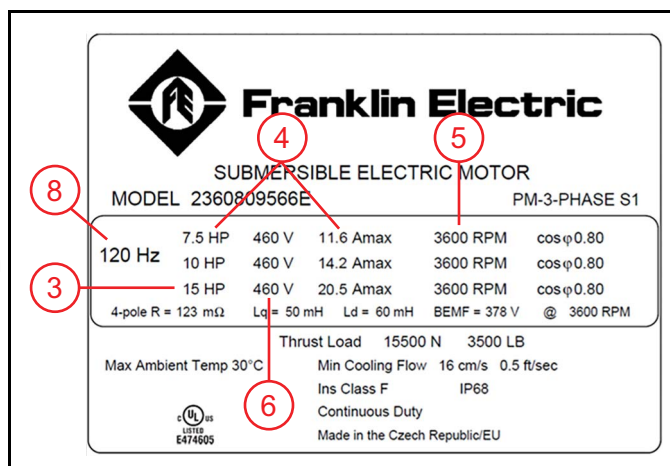 Franklin Electric
4
5
SUBMERSIBLE ELECTRIC MOTOR
8
MODEL 2360809566E PM-3-PHASE S1
120 Hz
7.5 HP 460 V 11.6 Amax 3600 RPM cosφ0.80
10 HP 460 V 14.2 Amax 3600 RPM cosφ0.80
3
15 HP 460 V 20.5 Amax 3600 RPM cosφ0.80
4-pole R = 123 mΩ Lq = 50 mH Ld = 60 mH BEMF = 378 V @ 3600 RPM
Thrust Load 15500 N 3500 LB
Max Ambient Temp 30°C Min Cooling Flow 16 cm/s 0.5 ft/sec
Ins Class F IP68
6
Continuous Duty
c UL us
LISTED
E474605
Made in the Czech Republic/EU